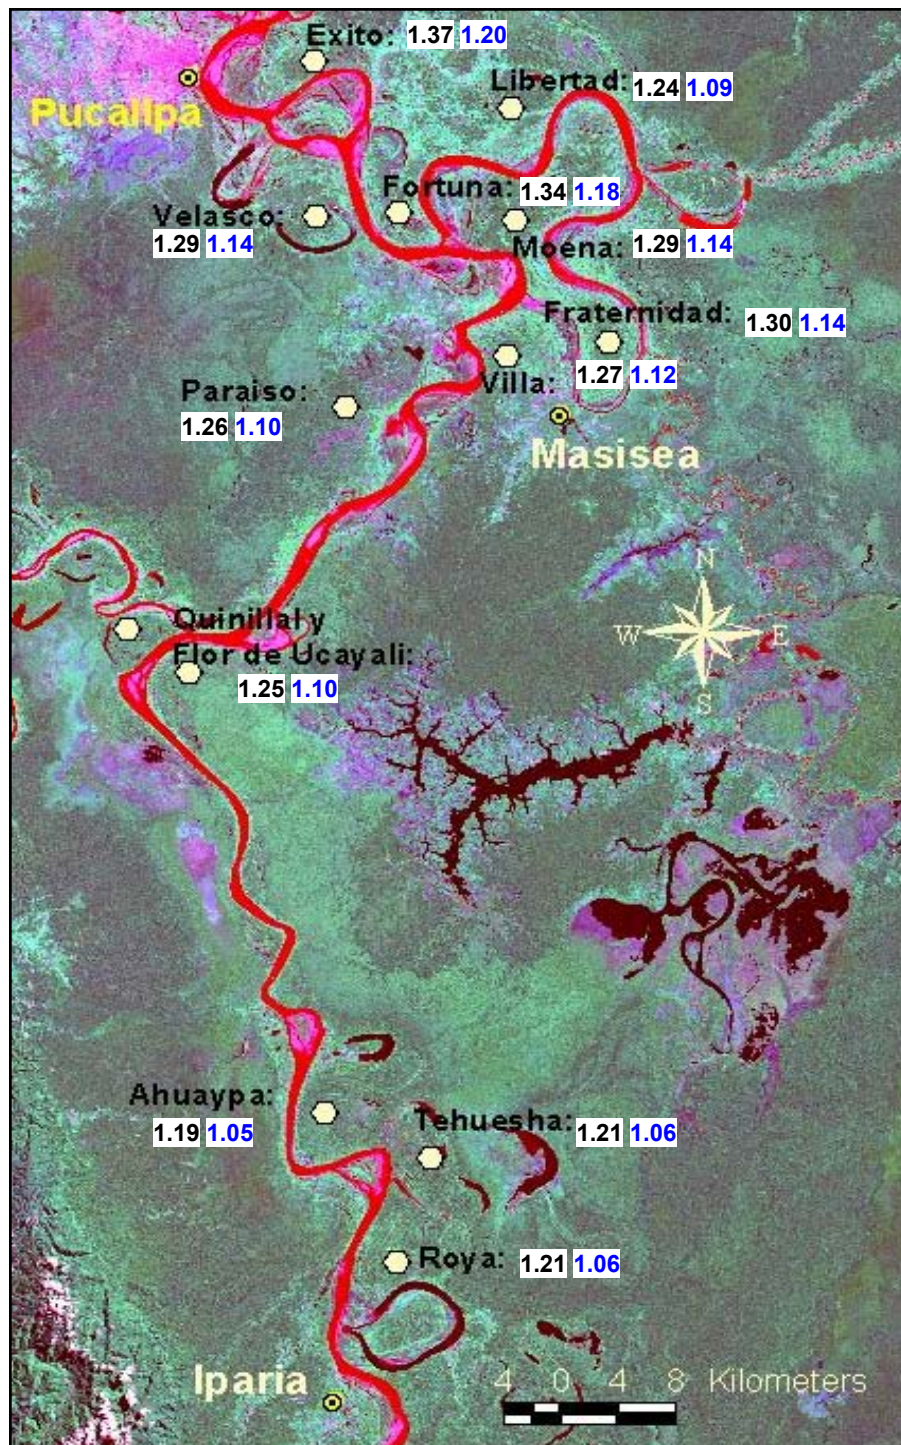 Exito: 1.37 1.20
Libertad: 1.24 1.09
Pucallpa
Fortuna: 1.34 1.18
Velasco:
1.29 1.14
Moena: 1.29 1.14
Fraternidad: 1.30 1.14
Villa: 1.27 1.12
Paraiso:
1.26 1.10
Masisea
N
W E
S
Quinillal y
Flor de Ucayali:
1.25 1.10
Ahuaypa:
1.19 1.05
Tehuesha: 1.21 1.06
Roya: 1.21 1.06
Iparia
4 0 4 8 Kilometers